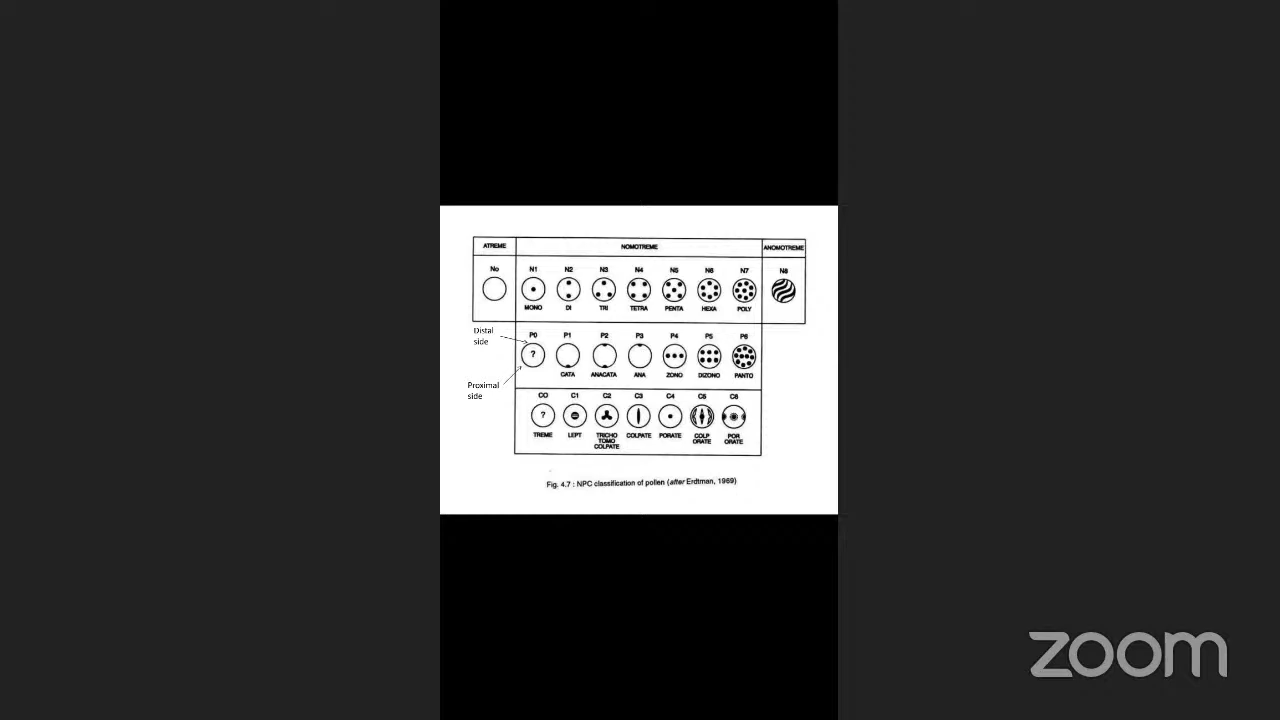 ATREME NOMOTREME ANOMOTREME
No N1 N2 N3 N4 N5 N6 N7 N8
MONO DI TRI TETRA PENTA HEXA POLY
Distal
side
P0 P1 P2 P3 P4 P5 P6
?
CATA ANACATA ANA ZONO DIZONO PANTO
Proximal
side
CO C1 C2 C3 C4 C5 C6
?
TREME LEPT TRICHO TOMO COLPATE COLPATE PORATE COLP ORATE POR ORATE
Fig. 4.7 : NPC classification of pollen (after Erdtman, 1969)
zoom